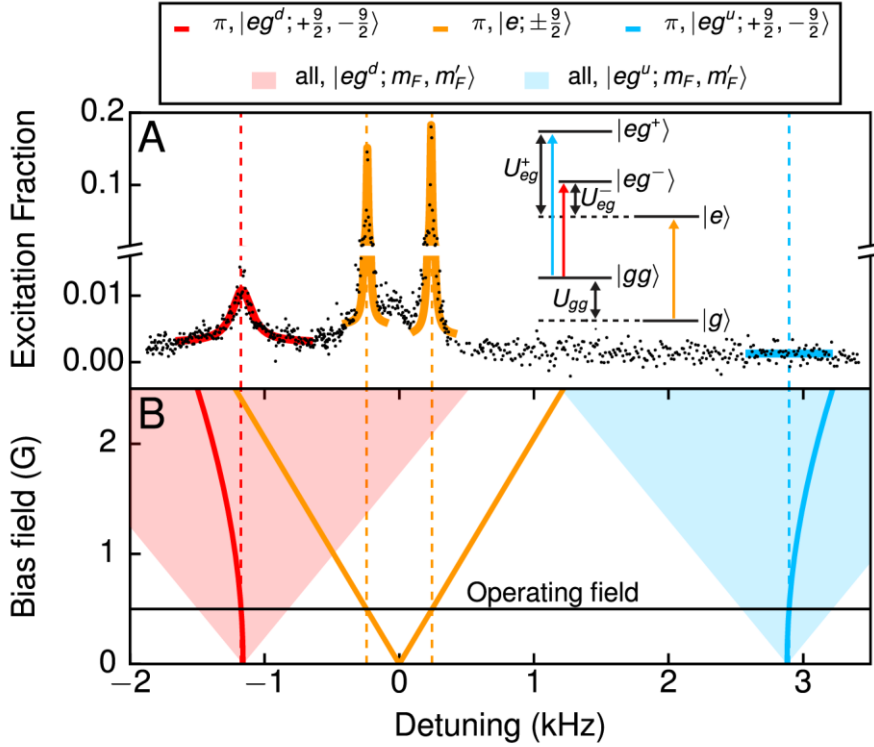 π, |eg^d; +9/2, −9/2⟩ π, |e; ±9/2⟩ π, |eg^u; +9/2, −9/2⟩
all, |eg^d; m_F, m′_F⟩ all, |eg^u; m_F, m′_F⟩
A
Excitation Fraction
0.2
0.1
0.01
0.00
|eg⁺⟩
U_eg^+
|eg⁻⟩
U_eg^−
|e⟩
|gg⟩
U_gg
|g⟩
B
Bias field (G)
2
1
0
Operating field
−2 −1 0 1 2 3
Detuning (kHz)